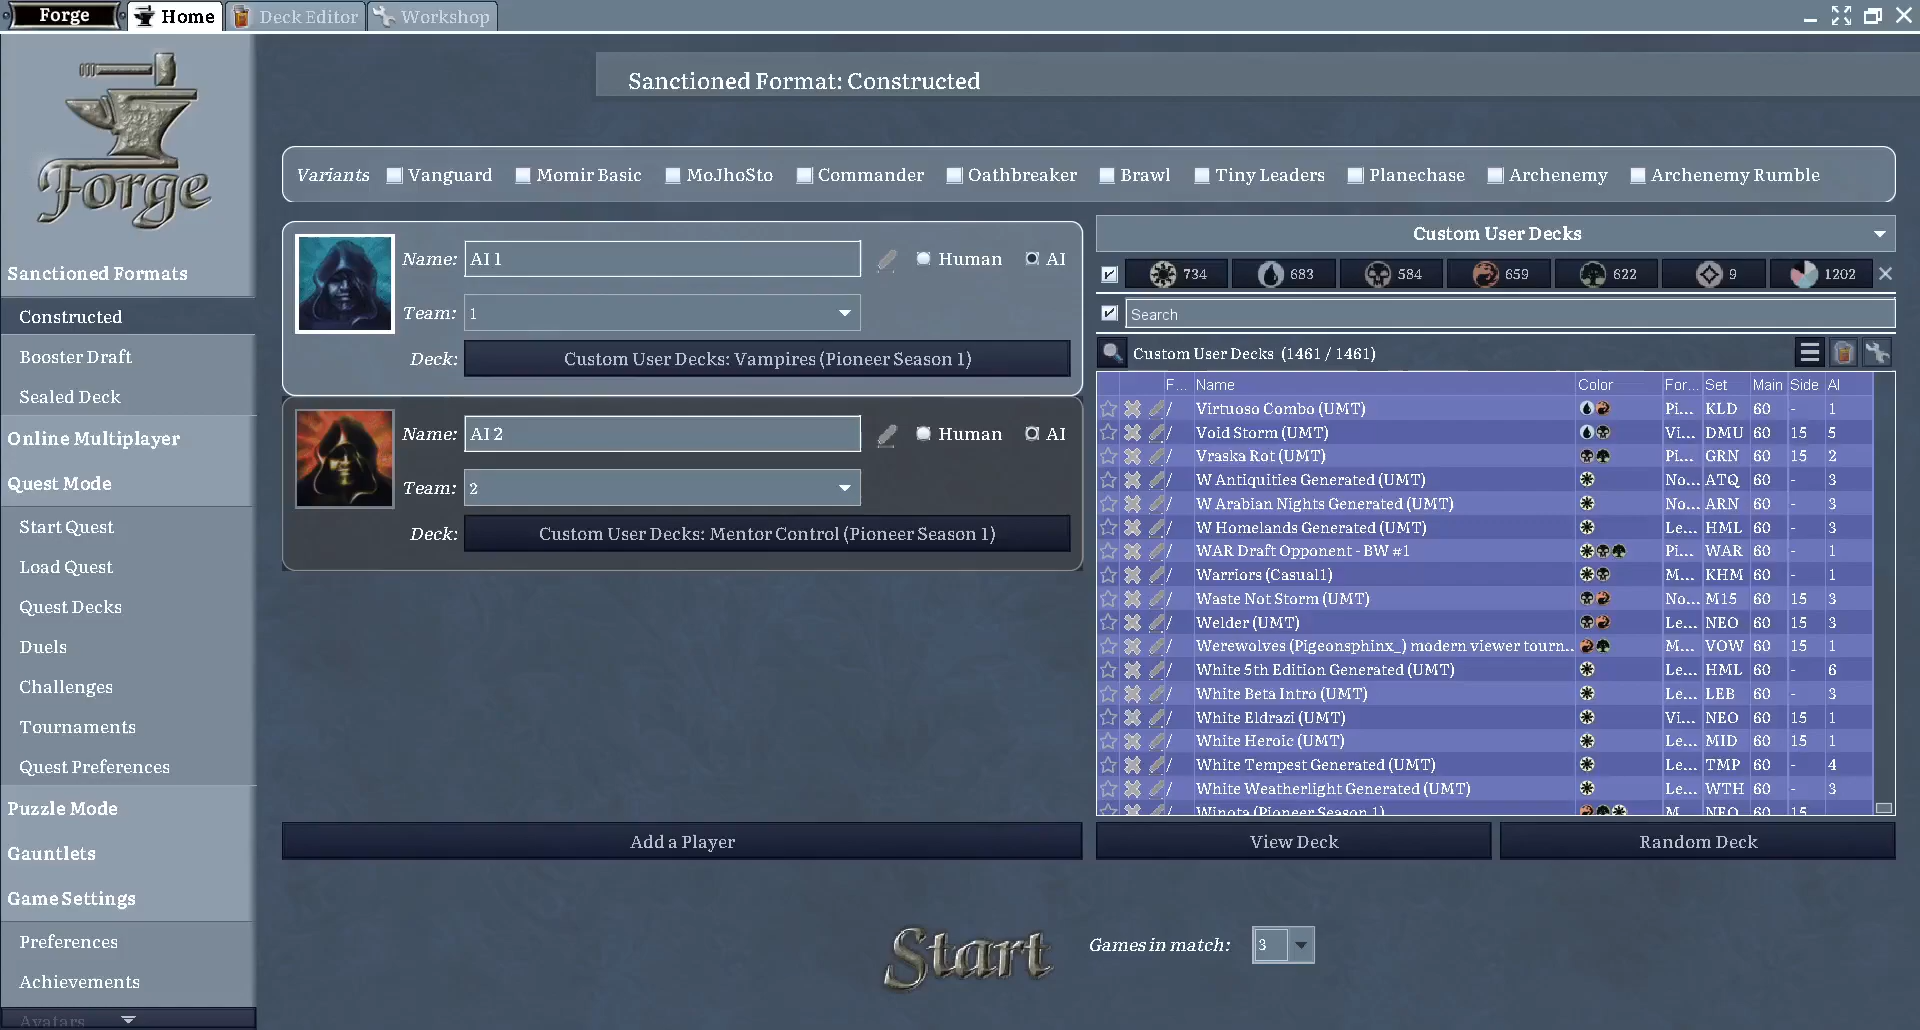 Forge
Home
Deck Editor
Workshop
Forge
Sanctioned Formats
Constructed
Booster Draft
Sealed Deck
Online Multiplayer
Quest Mode
Start Quest
Load Quest
Quest Decks
Duels
Challenges
Tournaments
Quest Preferences
Puzzle Mode
Gauntlets
Game Settings
Preferences
Achievements
Avatars
Sanctioned Format: Constructed
Variants Vanguard Momir Basic MoJhoSto Commander Oathbreaker Brawl Tiny Leaders Planechase Archenemy Archenemy Rumble
Name: AI 1 Human AI
Team: 1
Deck: Custom User Decks: Vampires (Pioneer Season 1)
Name: AI 2 Human AI
Team: 2
Deck: Custom User Decks: Mentor Control (Pioneer Season 1)
Add a Player
Custom User Decks
734 683 584 659 622 9 1202
Search
Custom User Decks (1461 / 1461)
F... Name Color For... Set Main Side AI
/ Virtuoso Combo (UMT) Pi... KLD 60 - 1
/ Void Storm (UMT) Vi... DMU 60 15 5
/ Vraska Rot (UMT) Pi... GRN 60 15 2
/ W Antiquities Generated (UMT) No... ATQ 60 - 3
/ W Arabian Nights Generated (UMT) No... ARN 60 - 3
/ W Homelands Generated (UMT) Le... HML 60 - 3
/ WAR Draft Opponent - BW #1 Pi... WAR 60 - 1
/ Warriors (Casual1) M... KHM 60 - 1
/ Waste Not Storm (UMT) No... M15 60 15 3
/ Welder (UMT) Le... NEO 60 15 3
/ Werewolves (Pigeonsphinx_) modern viewer tourn... M... VOW 60 15 1
/ White 5th Edition Generated (UMT) Le... HML 60 - 6
/ White Beta Intro (UMT) Le... LEB 60 - 3
/ White Eldrazi (UMT) Vi... NEO 60 15 1
/ White Heroic (UMT) Le... MID 60 15 1
/ White Tempest Generated (UMT) Le... TMP 60 - 4
/ White Weatherlight Generated (UMT) Le... WTH 60 - 3
/ Winota (Pioneer Season 1) M... NEO 60 15
View Deck
Random Deck
Start
Games in match: 3